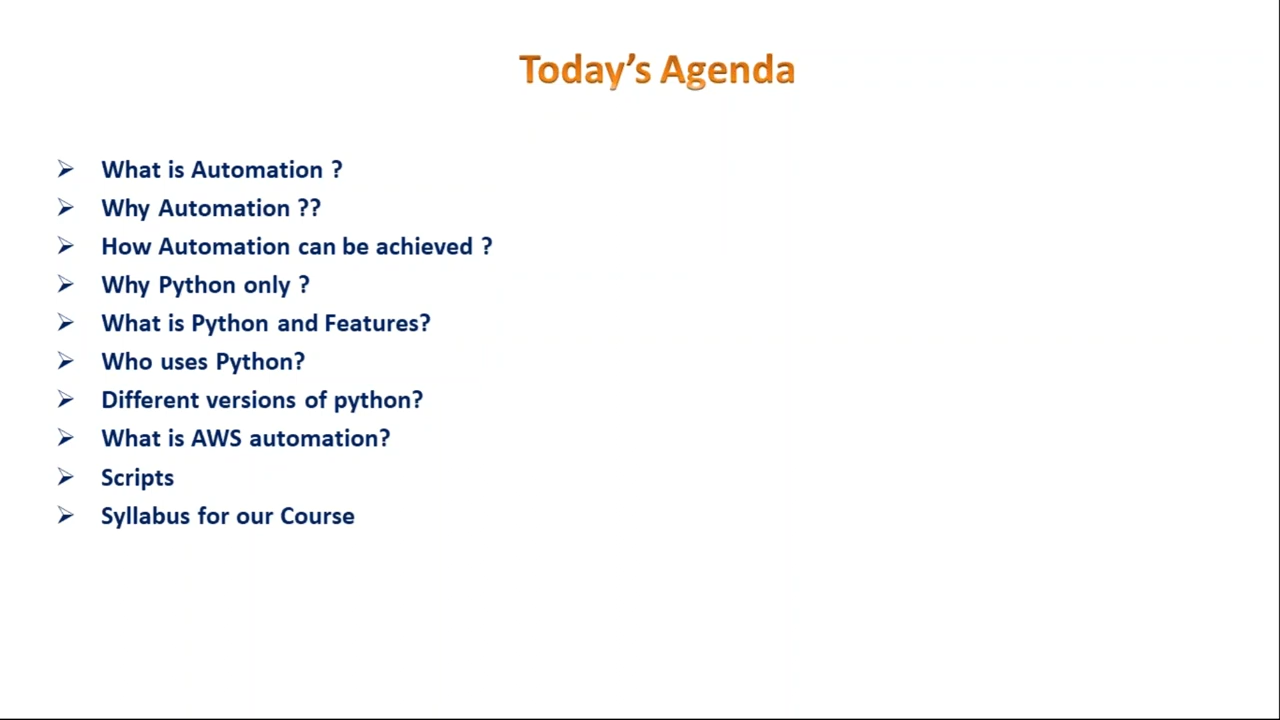 Today’s Agenda
What is Automation ?
Why Automation ??
How Automation can be achieved ?
Why Python only ?
What is Python and Features?
Who uses Python?
Different versions of python?
What is AWS automation?
Scripts
Syllabus for our Course